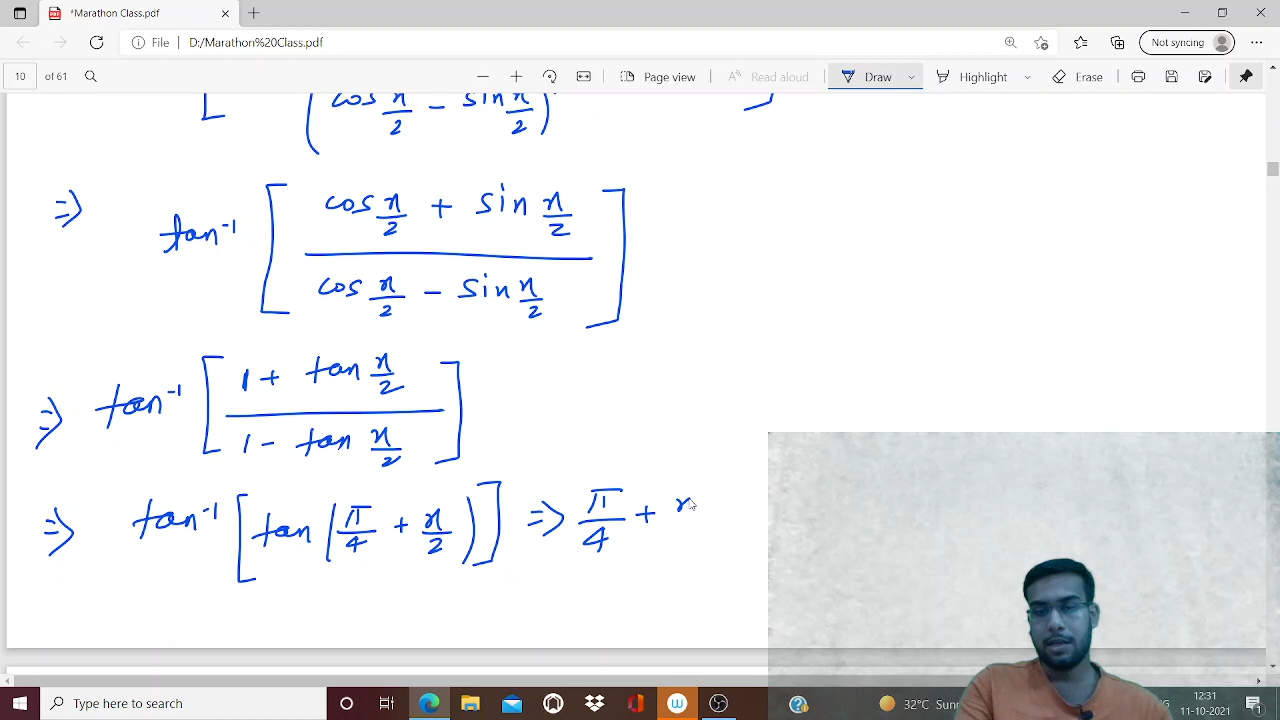 *Marathon Class.pdf
File D:/Marathon%20Class.pdf
Not syncing
10 of 61
Page view
Read aloud
Draw
Highlight
Erase
cos x/2 - sin x/2
=> tan⁻¹ [ (cos x/2 + sin x/2) / (cos x/2 - sin x/2) ]
=> tan⁻¹ [ (1 + tan x/2) / (1 - tan x/2) ]
=> tan⁻¹ [ tan ( π/4 + x/2 ) ] => π/4 + x
Type here to search
32°C Sunn
12:31
11-10-2021